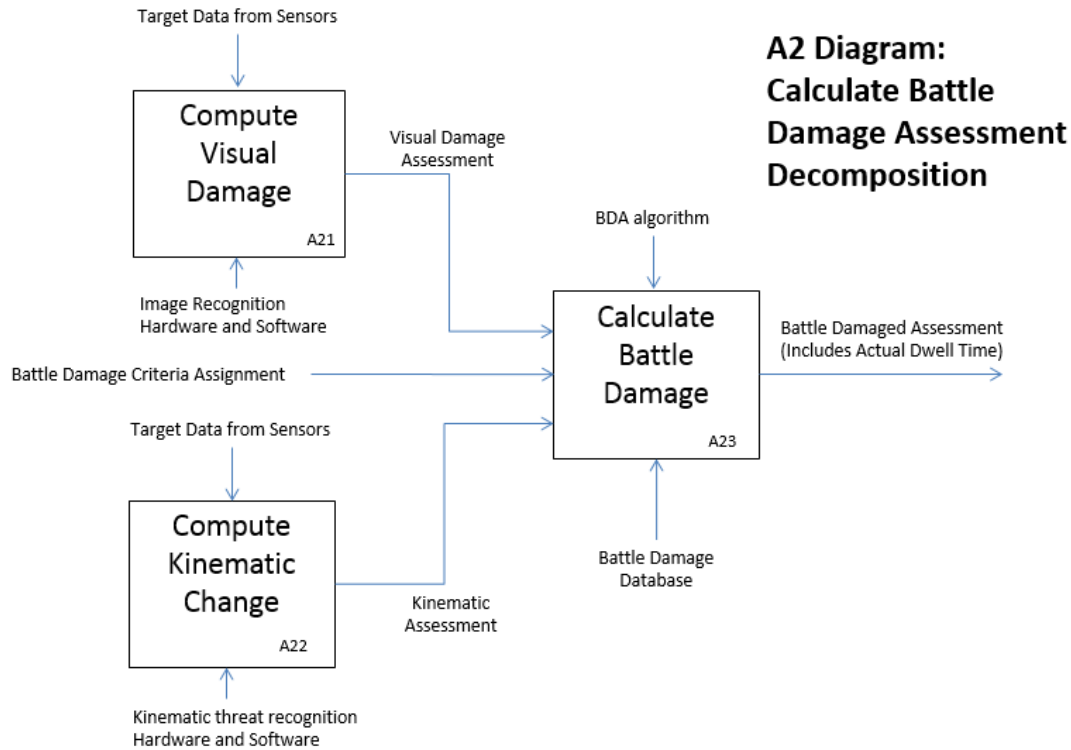 Target Data from Sensors
A2 Diagram:
Calculate Battle
Damage Assessment
Decomposition
Compute
Visual
Damage
A21
Visual Damage
Assessment
Image Recognition
Hardware and Software
BDA algorithm
Calculate
Battle
Damage
A23
Battle Damaged Assessment
(Includes Actual Dwell Time)
Battle Damage Criteria Assignment
Target Data from Sensors
Compute
Kinematic
Change
A22
Kinematic
Assessment
Battle Damage
Database
Kinematic threat recognition
Hardware and Software